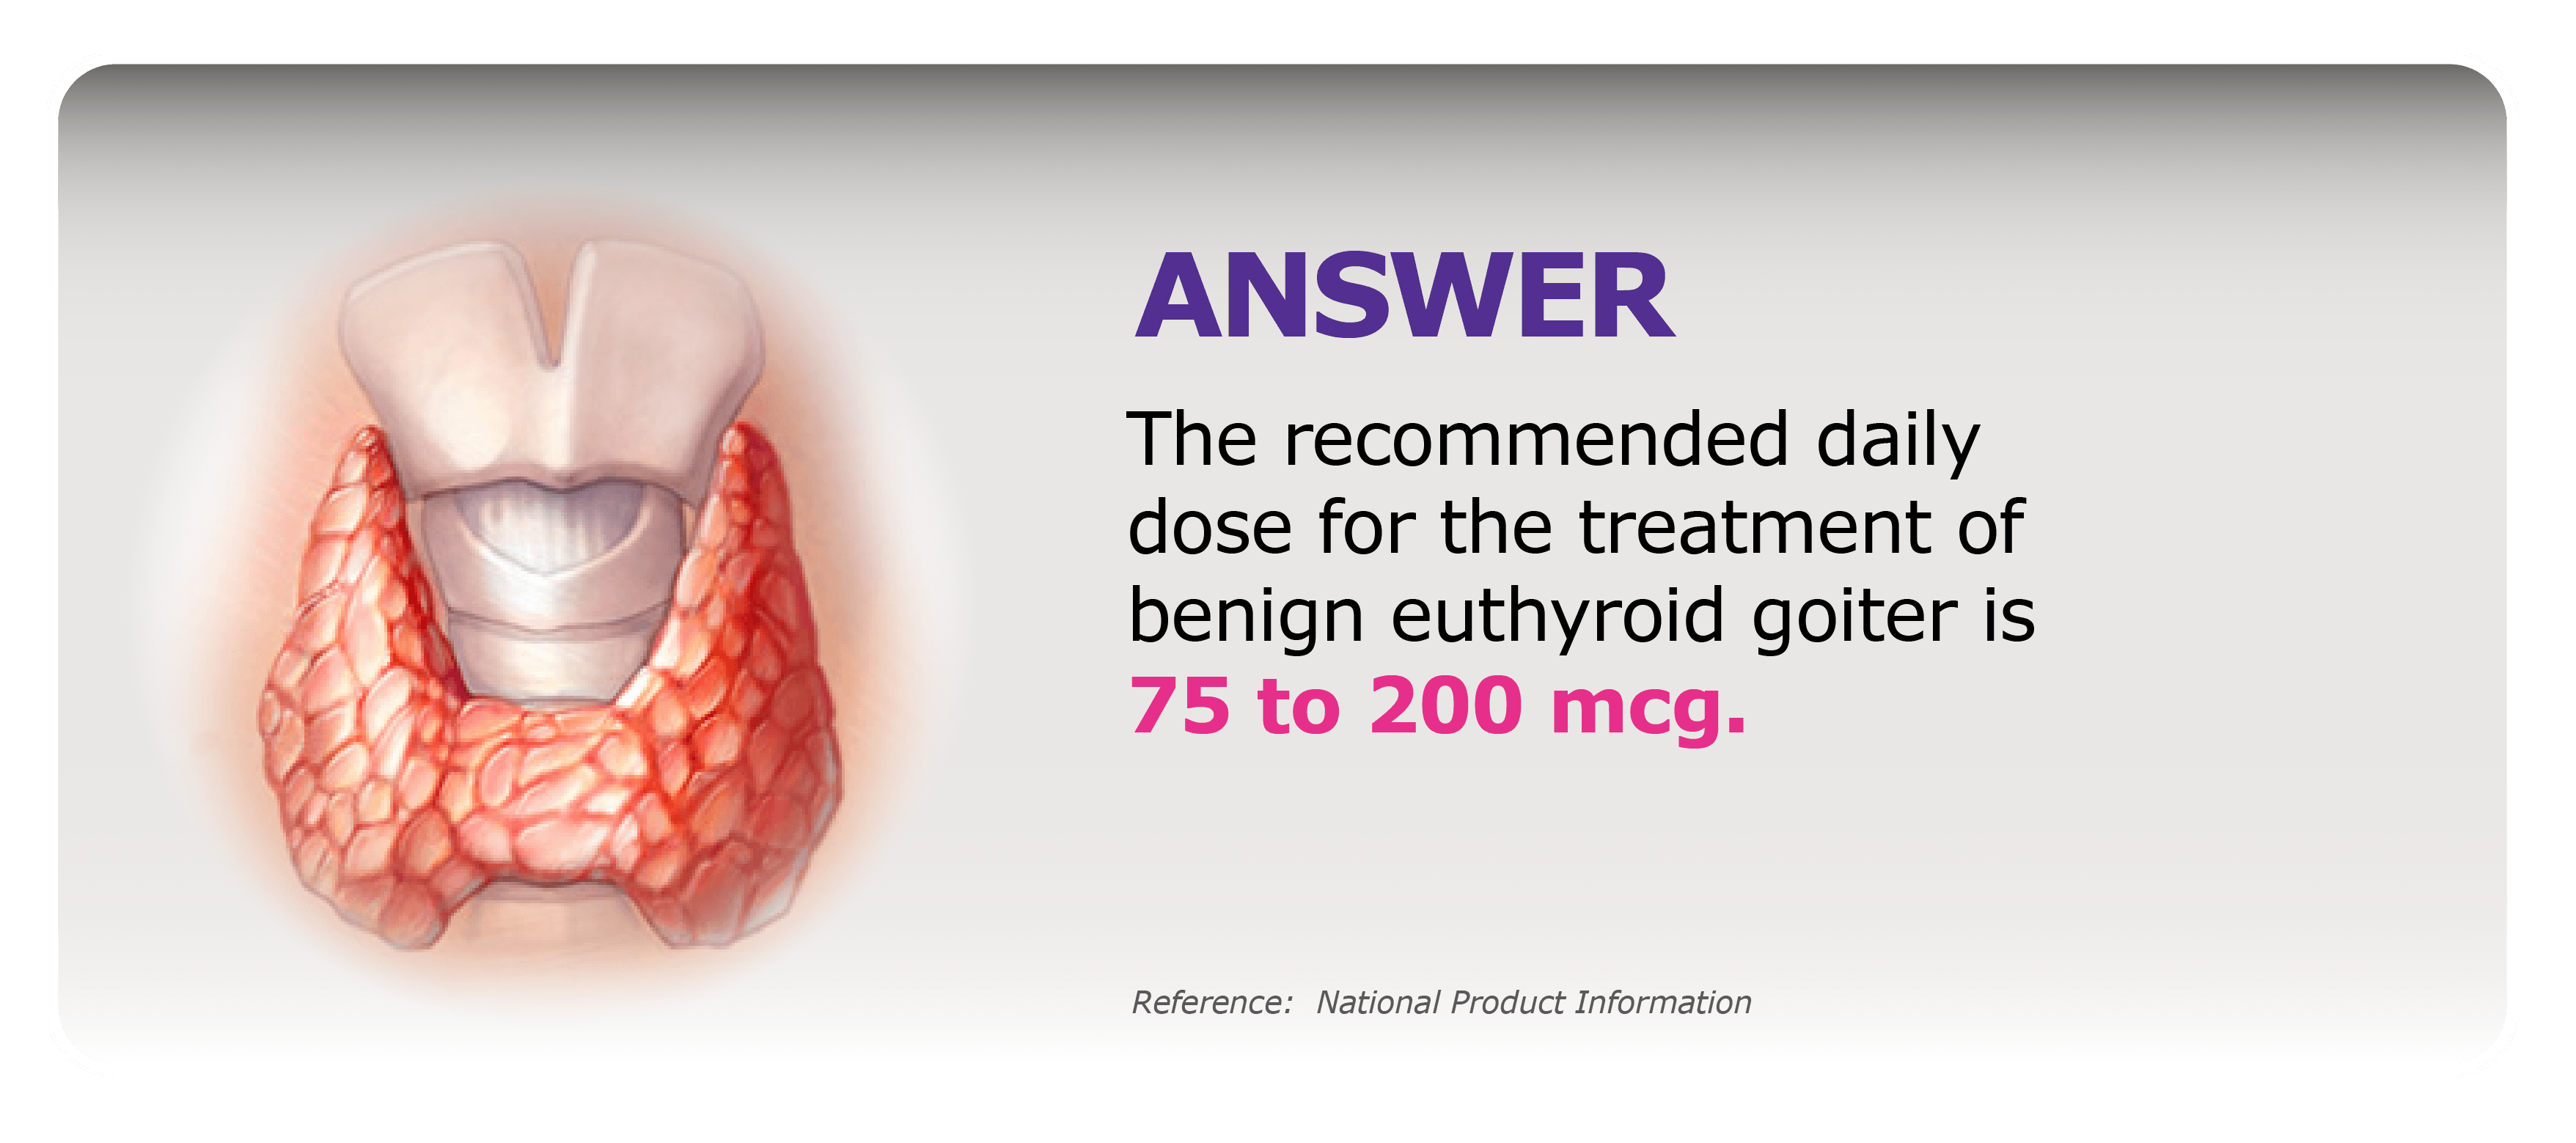 ANSWER
The recommended daily
dose for the treatment of
benign euthyroid goiter is
75 to 200 mcg.
Reference: National Product Information